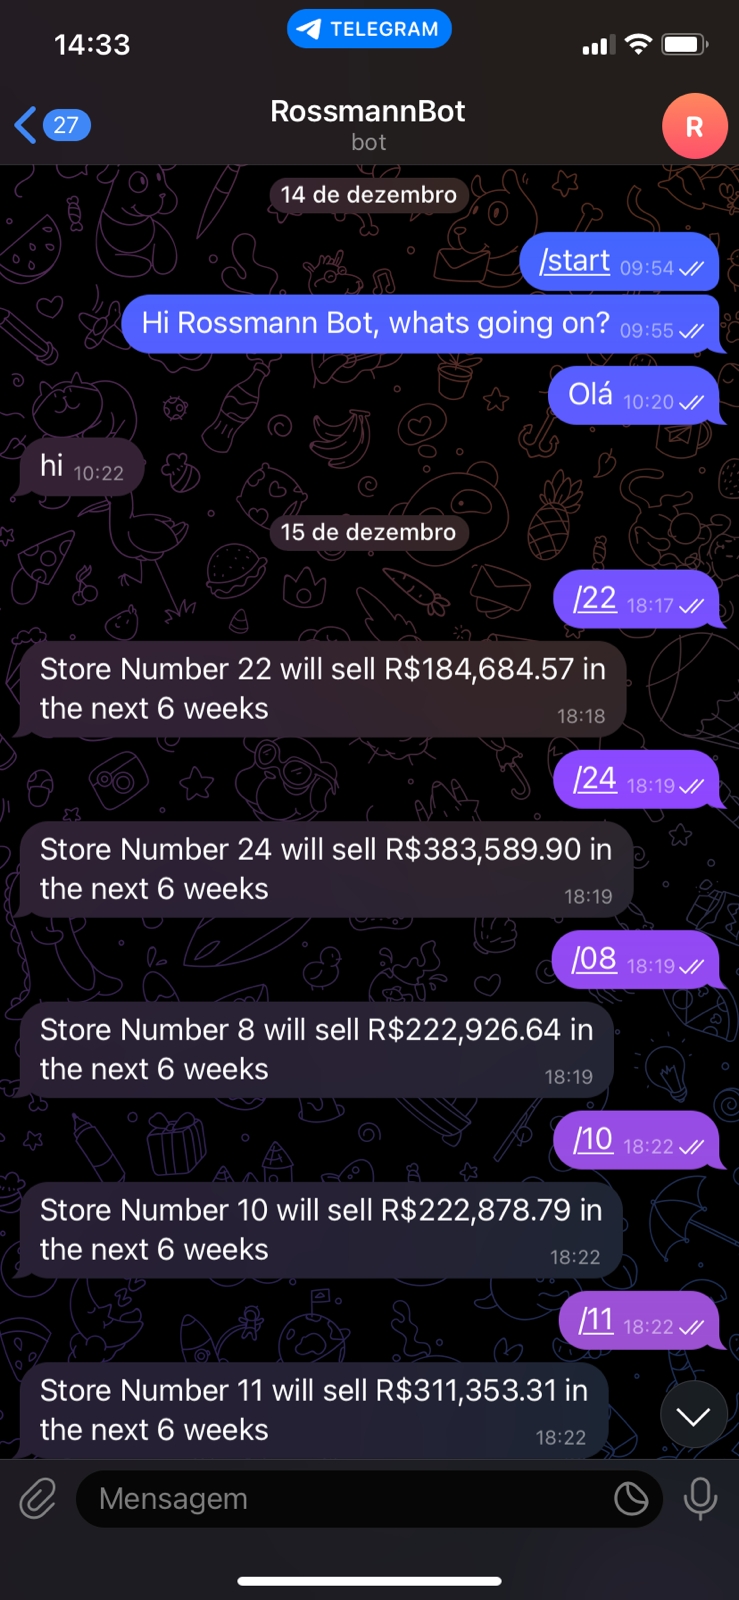 14:33
TELEGRAM
27
RossmannBot
bot
R
14 de dezembro
/start 09:54
Hi Rossmann Bot, whats going on? 09:55
Olá 10:20
hi 10:22
15 de dezembro
/22 18:17
Store Number 22 will sell R$184,684.57 in
the next 6 weeks
18:18
/24 18:19
Store Number 24 will sell R$383,589.90 in
the next 6 weeks
18:19
/08 18:19
Store Number 8 will sell R$222,926.64 in
the next 6 weeks
18:19
/10 18:22
Store Number 10 will sell R$222,878.79 in
the next 6 weeks
18:22
/11 18:22
Store Number 11 will sell R$311,353.31 in
the next 6 weeks
18:22
Mensagem